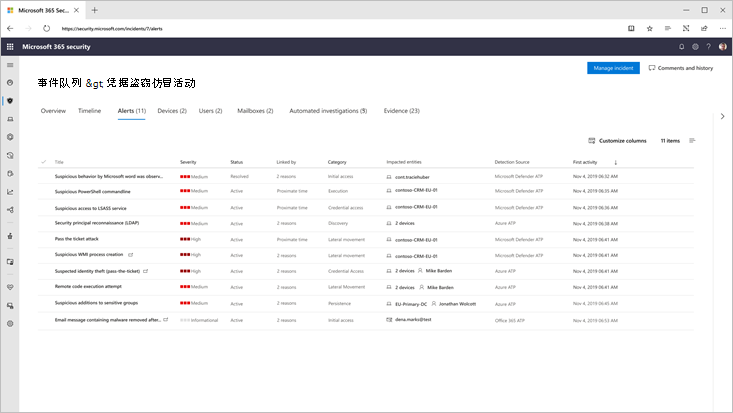 Microsoft 365 Sec...
https://security.microsoft.com/incidents/7/alerts
Microsoft 365 security
Manage incident
Comments and history
事件队列 &gt 凭据盗窃仿冒活动
Overview Timeline Alerts (11) Devices (2) Users (2) Mailboxes (2) Automated investigations (3) Evidence (23)
Customize columns 11 items
Title Severity Status Linked by Category Impacted entities Detection Source First activity
Suspicious behavior by Microsoft word was observ... Medium Resolved 2 reasons Initial access cont.traciehuber Microsoft Defender ATP Nov 4, 2019 06:32 AM
Suspicious PowerShell commandline Medium Active Proximate time Execution contoso-CRM-EU-01 Microsoft Defender ATP Nov 4, 2019 06:35 AM
Suspicious access to LSASS service Medium Active Proximate time Credential access contoso-CRM-EU-01 Microsoft Defender ATP Nov 4, 2019 06:36 AM
Security principal reconnaissance (LDAP) Medium Active 2 reasons Discovery 2 devices Azure ATP Nov 4, 2019 06:38 AM
Pass the ticket attack High Active Proximate time Lateral movement contoso-CRM-EU-01 Microsoft Defender ATP Nov 4, 2019 06:41 AM
Suspicious WMI process creation High Active Proximate time Lateral movement contoso-CRM-EU-01 Microsoft Defender ATP Nov 4, 2019 06:41 AM
Suspected identity theft (pass-the-ticket) High Active 2 reasons Credential Access 2 devices Mike Barden Azure ATP Nov 4, 2019 06:41 AM
Remote code execution attempt Medium Active 2 reasons Lateral Movement 2 devices Mike Barden Azure ATP Nov 4, 2019 06:41 AM
Suspicious additions to sensitive groups Medium Active 2 reasons Persistence EU-Primary-DC Jonathan Wolcott Azure ATP Nov 4, 2019 06:45 AM
Email message containing malware removed after... Informational Active 2 reasons Initial access dana.marks@test Office 365 ATP Nov 4, 2019 06:53 AM